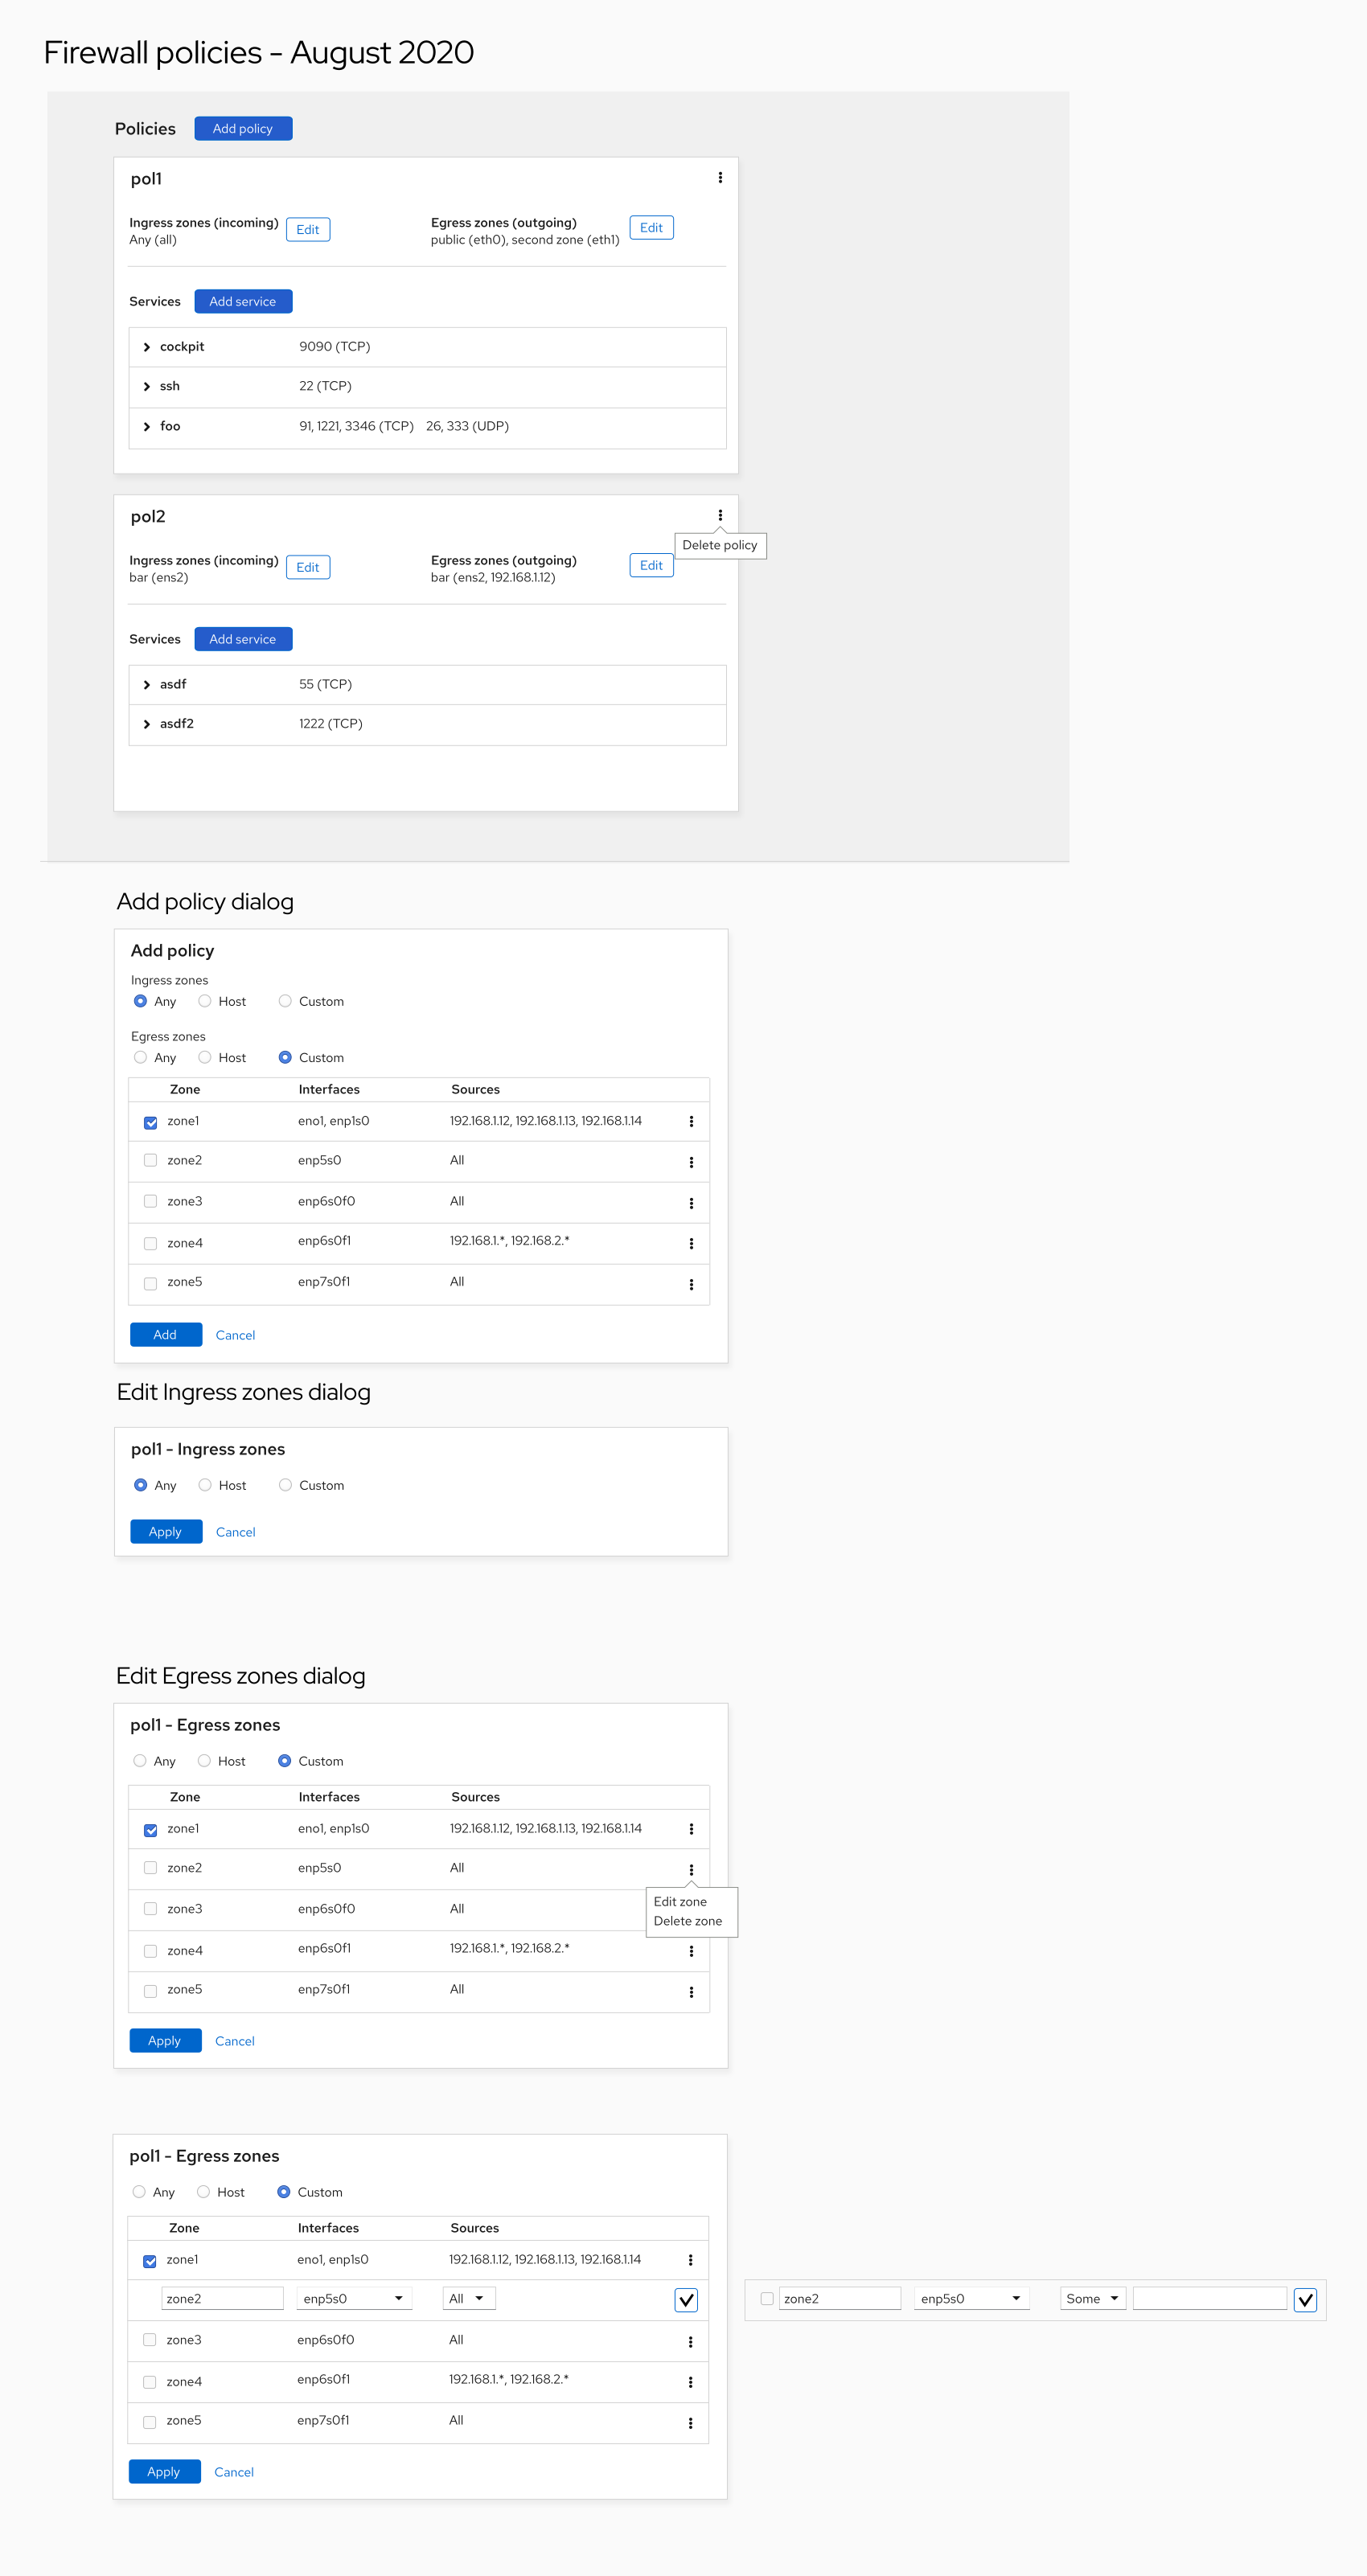 Firewall policies - August 2020
Policies Add policy
pol1
Ingress zones (incoming) Edit Egress zones (outgoing) Edit
Any (all) public (eth0), second zone (eth1)
Services Add service
cockpit 9090 (TCP)
ssh 22 (TCP)
foo 91, 1221, 3346 (TCP) 26, 333 (UDP)
pol2
Delete policy
Ingress zones (incoming) Edit Egress zones (outgoing) Edit
bar (ens2) bar (ens2, 192.168.1.12)
Services Add service
asdf 55 (TCP)
asdf2 1222 (TCP)
Add policy dialog
Add policy
Ingress zones
Any Host Custom
Egress zones
Any Host Custom
Zone Interfaces Sources
zone1 eno1, enp1s0 192.168.1.12, 192.168.1.13, 192.168.1.14
zone2 enp5s0 All
zone3 enp6s0f0 All
zone4 enp6s0f1 192.168.1.*, 192.168.2.*
zone5 enp7s0f1 All
Add Cancel
Edit Ingress zones dialog
pol1 - Ingress zones
Any Host Custom
Apply Cancel
Edit Egress zones dialog
pol1 - Egress zones
Any Host Custom
Zone Interfaces Sources
zone1 eno1, enp1s0 192.168.1.12, 192.168.1.13, 192.168.1.14
zone2 enp5s0 All
Edit zone
zone3 enp6s0f0 All
Delete zone
zone4 enp6s0f1 192.168.1.*, 192.168.2.*
zone5 enp7s0f1 All
Apply Cancel
pol1 - Egress zones
Any Host Custom
Zone Interfaces Sources
zone1 eno1, enp1s0 192.168.1.12, 192.168.1.13, 192.168.1.14
zone2 enp5s0 All zone2 enp5s0 Some
zone3 enp6s0f0 All
zone4 enp6s0f1 192.168.1.*, 192.168.2.*
zone5 enp7s0f1 All
Apply Cancel